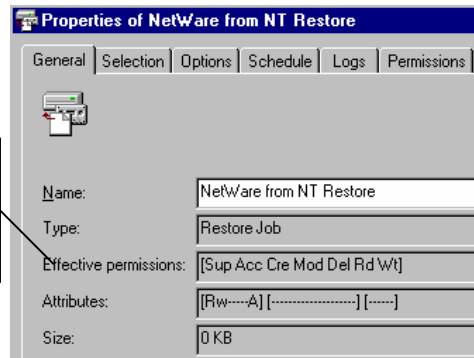 Properties of NetWare from NT Restore
General Selection Options Schedule Logs Permissions
Name: NetWare from NT Restore
Type: Restore Job
Effective permissions: [Sup Acc Cre Mod Del Rd Wt]
Attributes: [Rw----A] [-------------------] [------]
Size: 0 KB